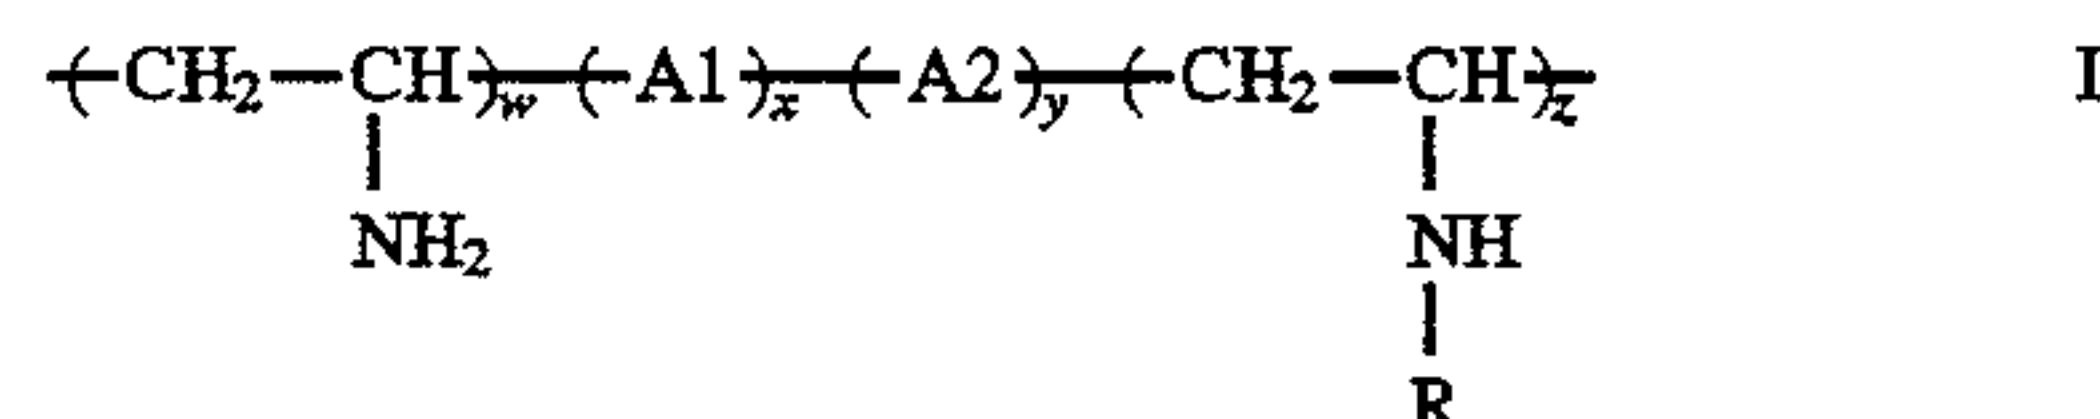 (CH₂—CH)w—(A1)x—(A2)y—(CH₂—CH)z I
NH₂ NH
R